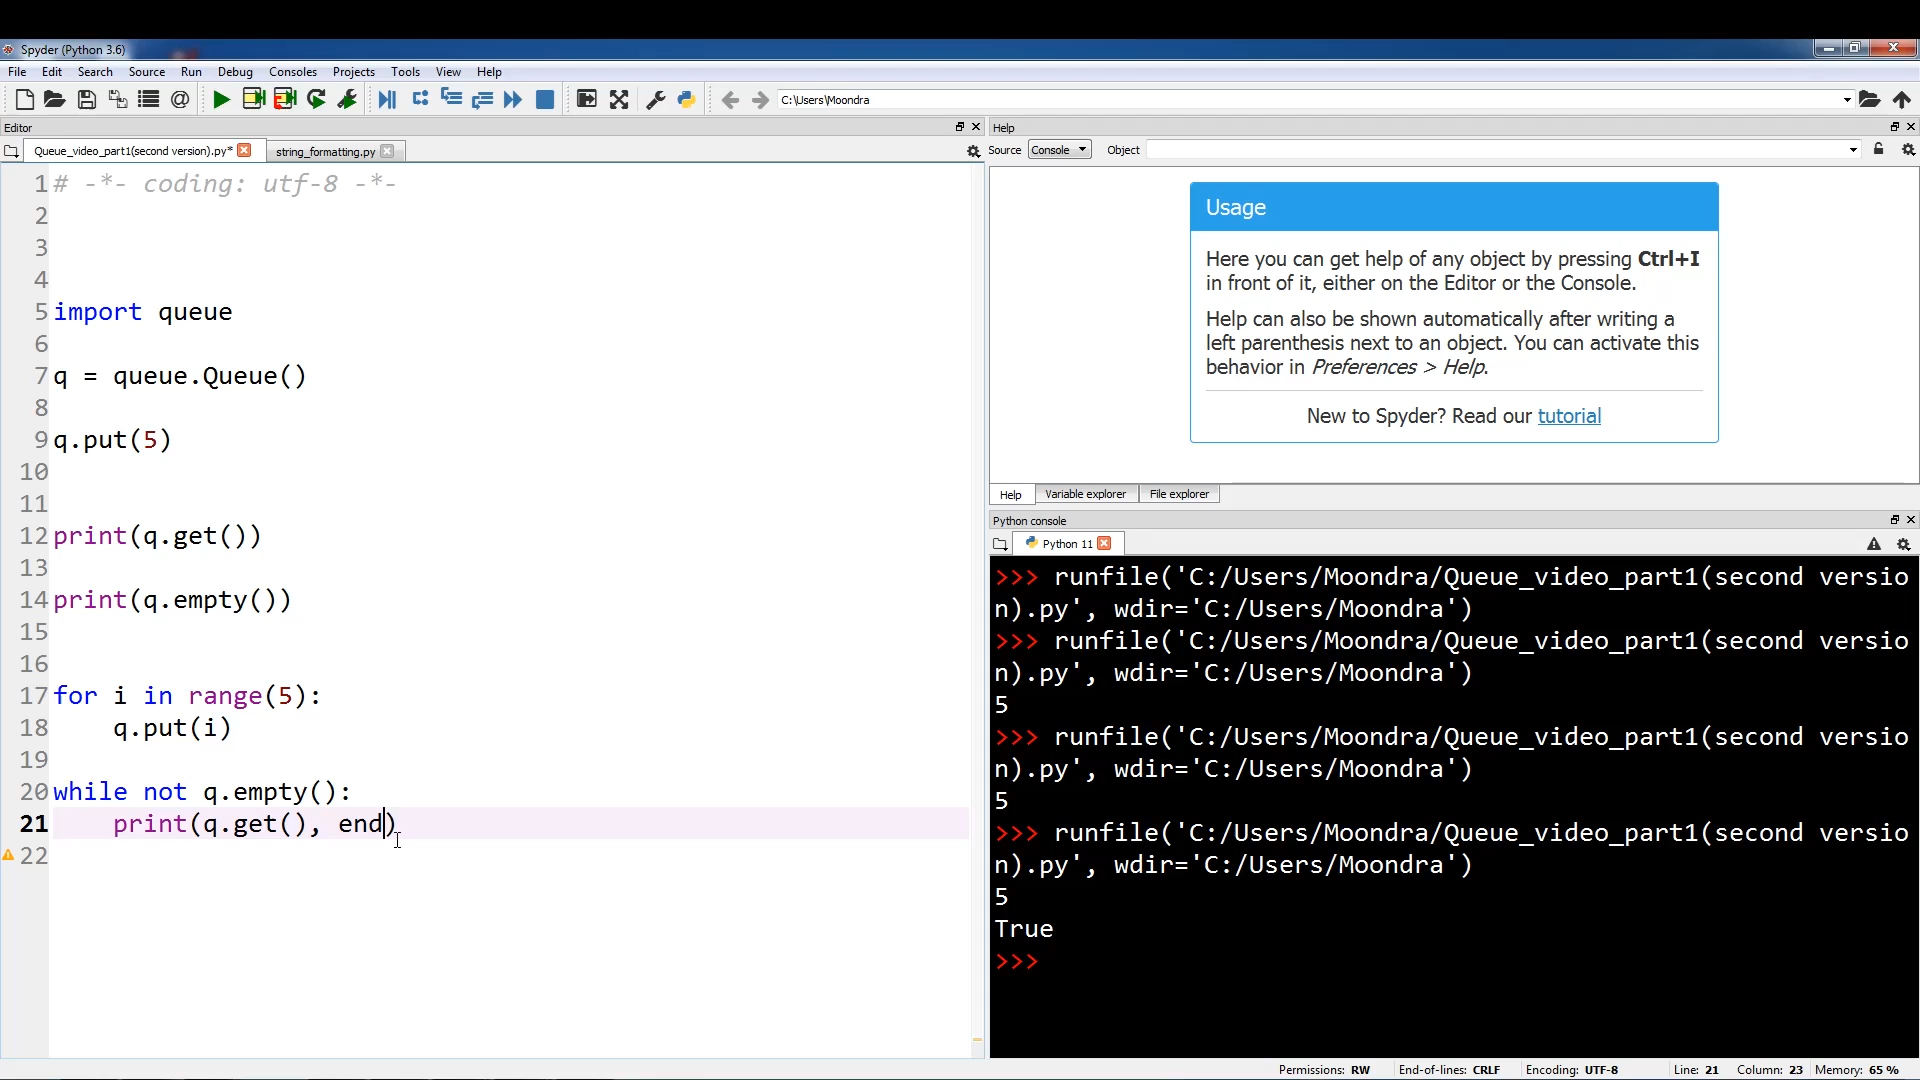 Spyder (Python 3.6)
File Edit Search Source Run Debug Consoles Projects Tools View Help
C:\Users\Moondra
Editor
Queue_video_part1(second version).py*
string_formatting.py
1 # -*- coding: utf-8 -*-
2
3
4
5 import queue
6
7 q = queue.Queue()
8
9 q.put(5)
10
11
12 print(q.get())
13
14 print(q.empty())
15
16
17 for i in range(5):
18     q.put(i)
19
20 while not q.empty():
21     print(q.get(), end)
22
Help
Source Console Object
Usage
Here you can get help of any object by pressing Ctrl+I
in front of it, either on the Editor or the Console.
Help can also be shown automatically after writing a
left parenthesis next to an object. You can activate this
behavior in Preferences > Help.
New to Spyder? Read our tutorial
Help Variable explorer File explorer
Python console
Python 11
>>> runfile('C:/Users/Moondra/Queue_video_part1(second versio
n).py', wdir='C:/Users/Moondra')
>>> runfile('C:/Users/Moondra/Queue_video_part1(second versio
n).py', wdir='C:/Users/Moondra')
5
>>> runfile('C:/Users/Moondra/Queue_video_part1(second versio
n).py', wdir='C:/Users/Moondra')
5
>>> runfile('C:/Users/Moondra/Queue_video_part1(second versio
n).py', wdir='C:/Users/Moondra')
5
True
>>>
Permissions: RW End-of-lines: CRLF Encoding: UTF-8 Line: 21 Column: 23 Memory: 65 %